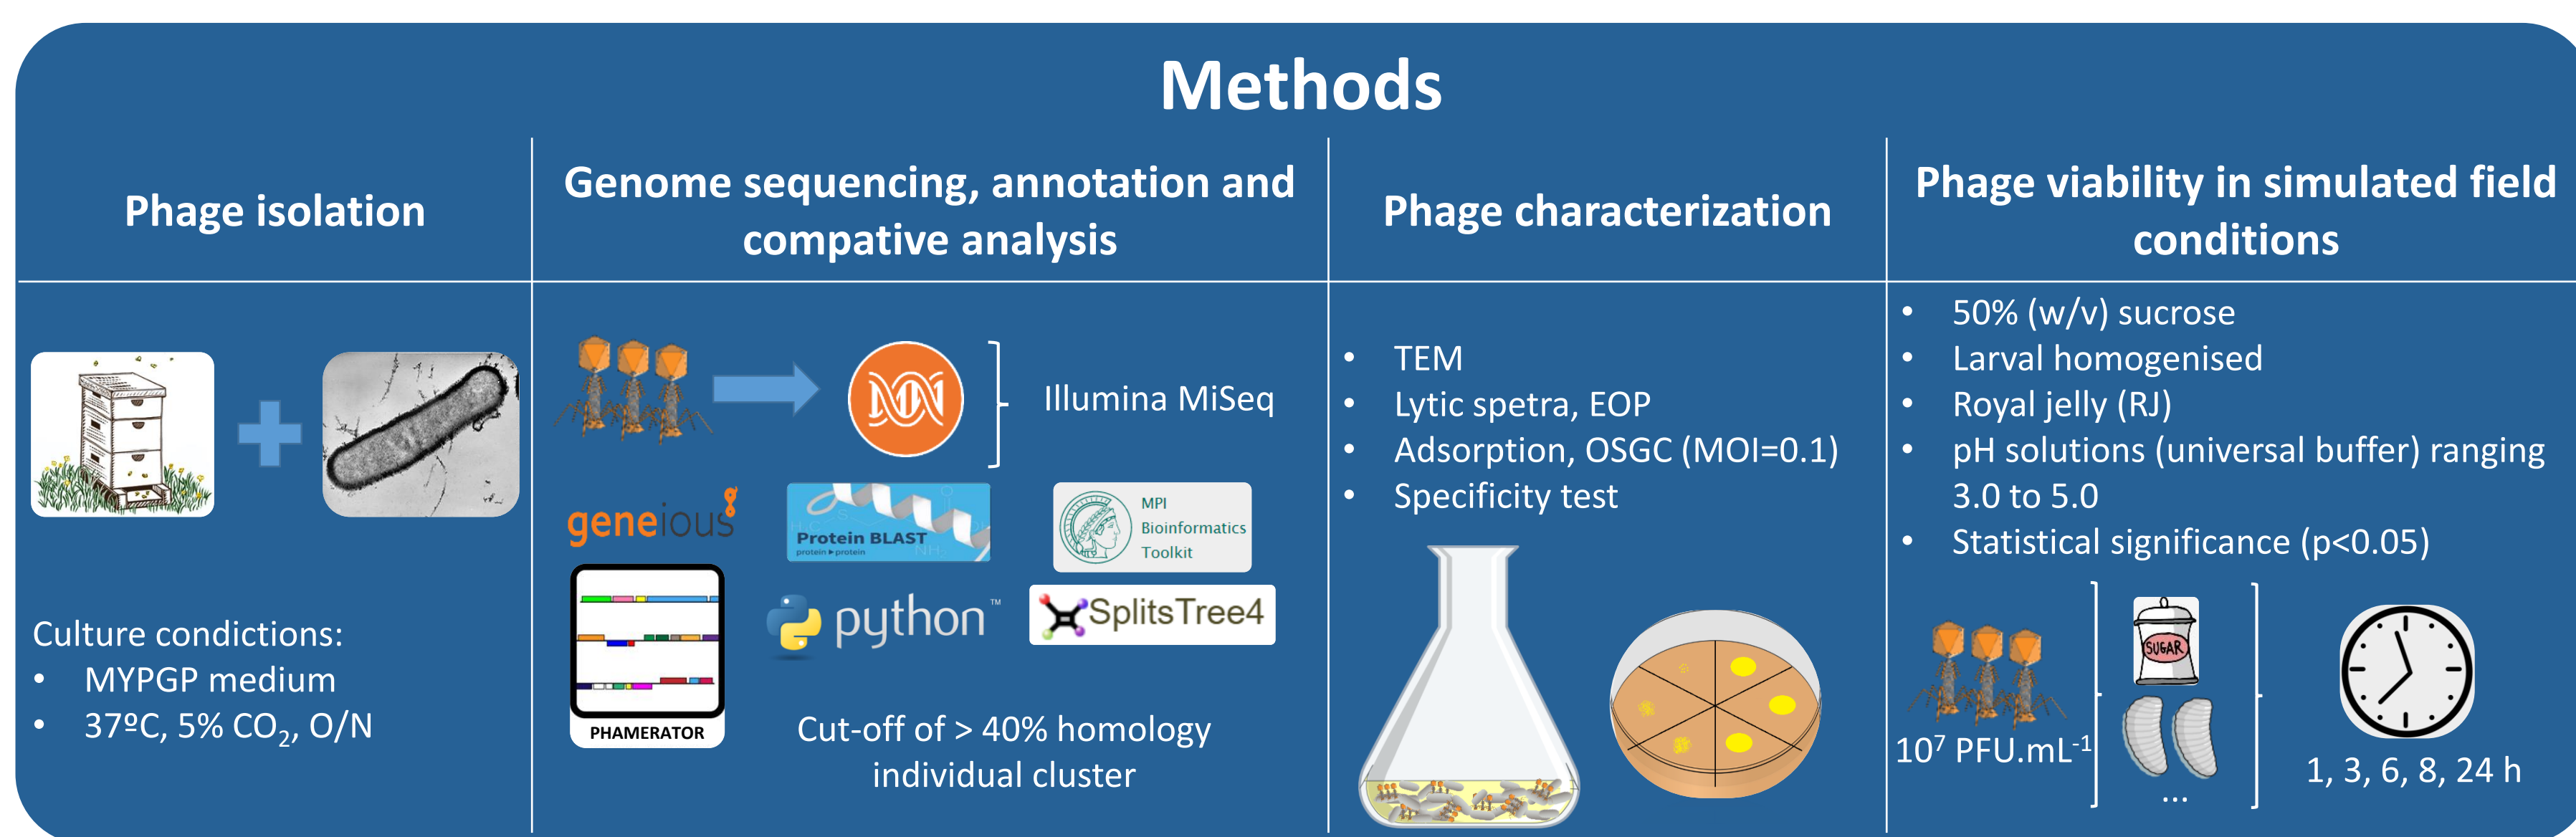 Methods
Phage isolation
Genome sequencing, annotation and
compative analysis
Phage characterization
Phage viability in simulated field
conditions
Culture condictions:
• MYPGP medium
• 37ºC, 5% CO₂, O/N
Illumina MiSeq
geneious
Protein BLAST
protein ▸ protein
MPI
Bioinformatics
Toolkit
PHAMERATOR
python™
SplitsTree4
Cut-off of > 40% homology
individual cluster
• TEM
• Lytic spetra, EOP
• Adsorption, OSGC (MOI=0.1)
• Specificity test
• 50% (w/v) sucrose
• Larval homogenised
• Royal jelly (RJ)
• pH solutions (universal buffer) ranging
3.0 to 5.0
• Statistical significance (p<0.05)
10⁷ PFU.mL⁻¹
SUGAR
...
1, 3, 6, 8, 24 h